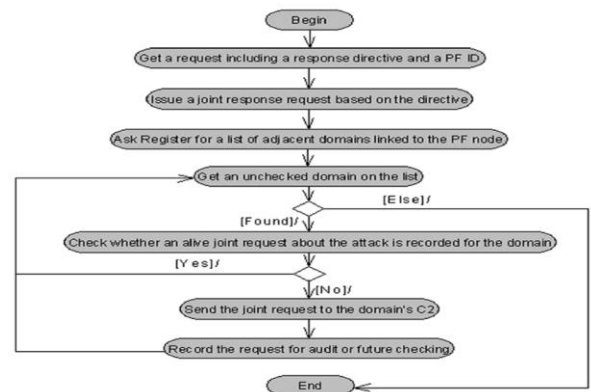 Begin
Get a request including a response directive and a PF ID
Issue a joint response request based on the directive
Ask Register for a list of adjacent domains linked to the PF node
Get an unchecked domain on the list
[Else]/
[Found]/
Check whether an alive joint request about the attack is recorded for the domain
[Yes]/
[No]/
Send the joint request to the domain's C2
Record the request for audit or future checking
End